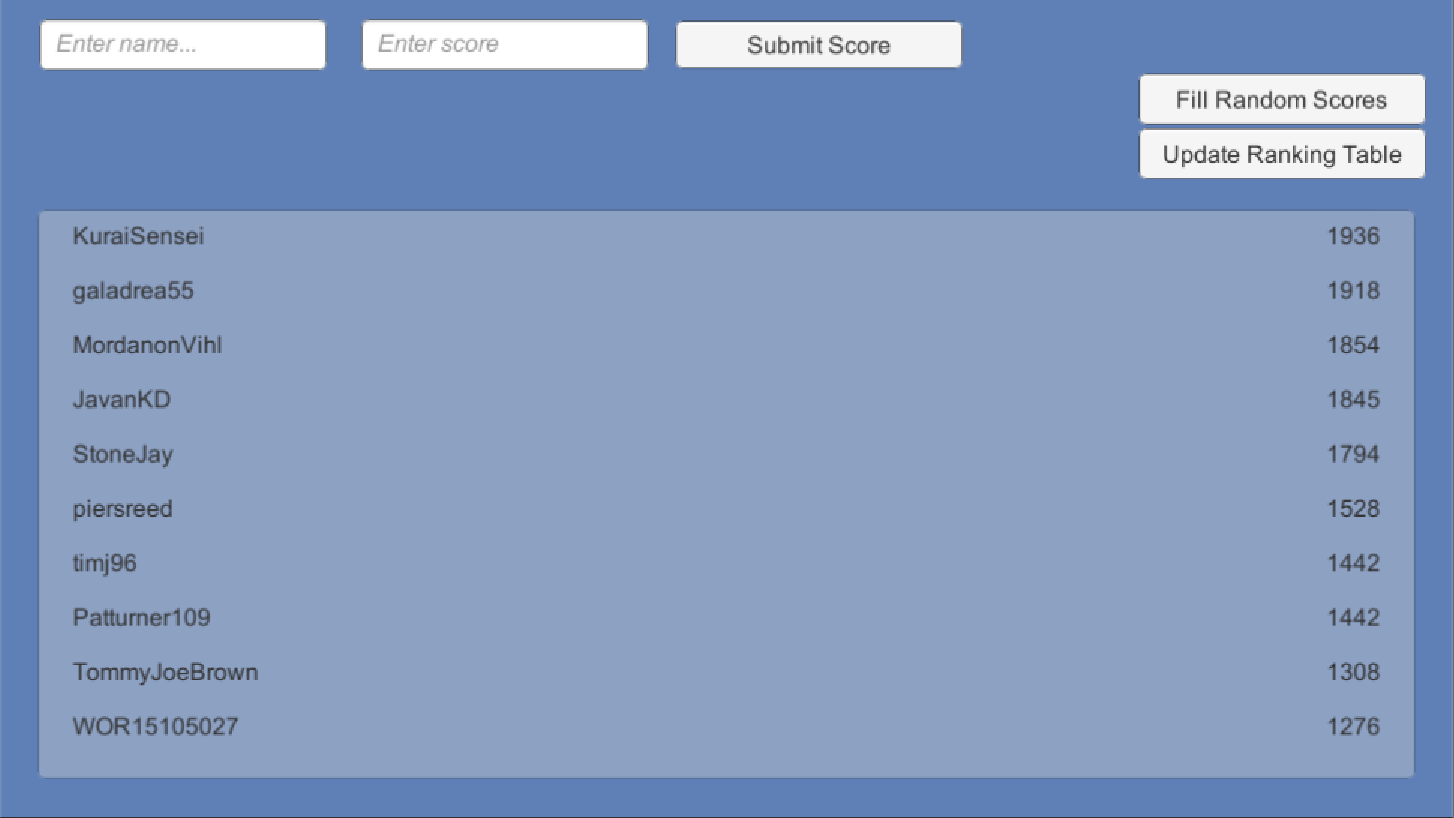 Enter name... Enter score Submit Score
Fill Random Scores
Update Ranking Table
KuraiSensei 1936
galadrea55 1918
MordanonVihl 1854
JavanKD 1845
StoneJay 1794
piersreed 1528
timj96 1442
Patturner109 1442
TommyJoeBrown 1308
WOR15105027 1276